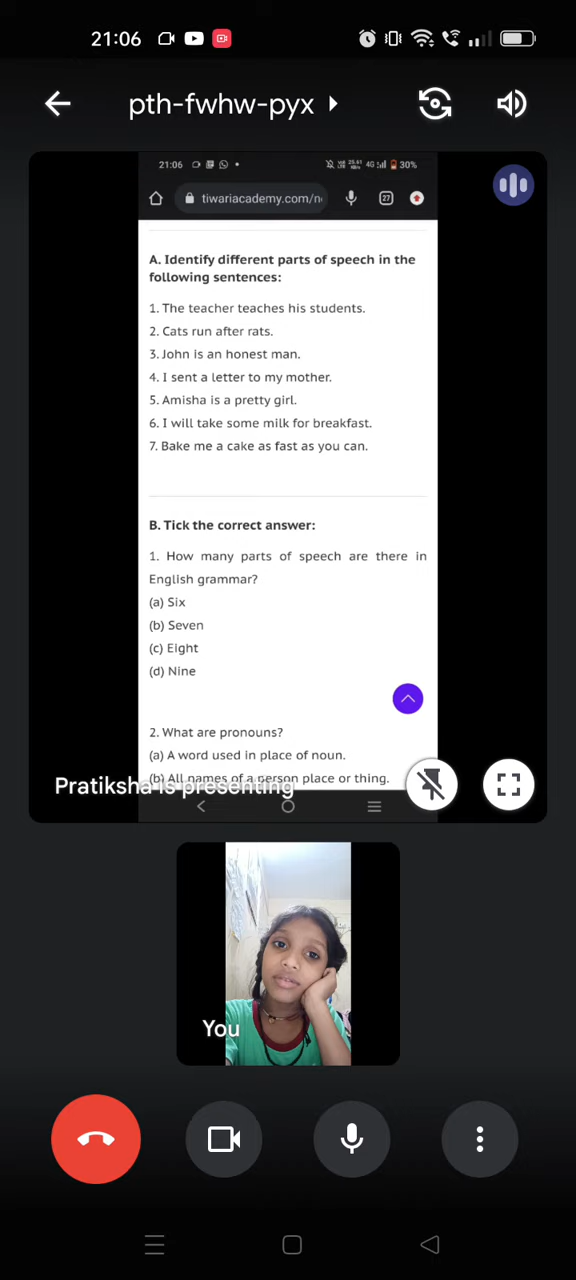 21:06
pth-fwhw-pyx
21:06 4G 30%
tiwariacademy.com/n 27
A. Identify different parts of speech in the
following sentences:
1. The teacher teaches his students.
2. Cats run after rats.
3. John is an honest man.
4. I sent a letter to my mother.
5. Amisha is a pretty girl.
6. I will take some milk for breakfast.
7. Bake me a cake as fast as you can.
B. Tick the correct answer:
1. How many parts of speech are there in
English grammar?
(a) Six
(b) Seven
(c) Eight
(d) Nine
2. What are pronouns?
(a) A word used in place of noun.
(b) All names of a person place or thing.
Pratiksha is presenting
You